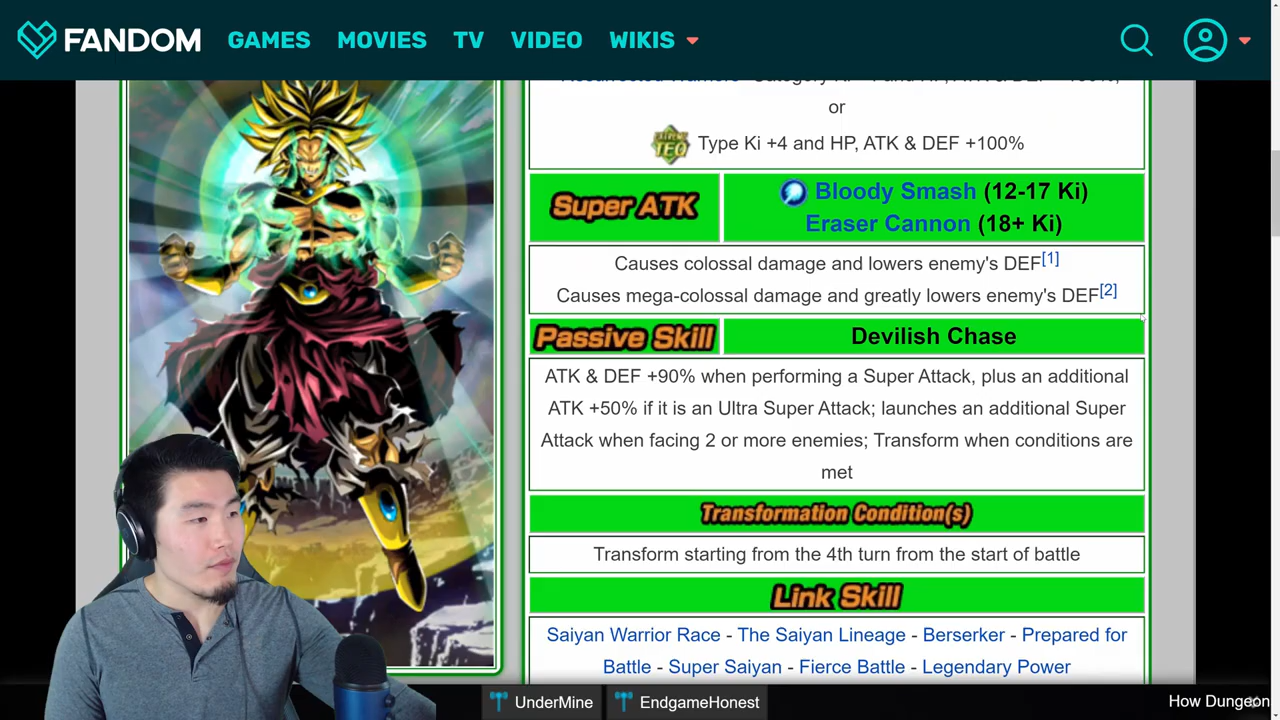 FANDOM GAMES MOVIES TV VIDEO WIKIS
or
EXTREME TEQ Type Ki +4 and HP, ATK & DEF +100%
Super ATK
Bloody Smash (12-17 Ki)
Eraser Cannon (18+ Ki)
Causes colossal damage and lowers enemy's DEF[1]
Causes mega-colossal damage and greatly lowers enemy's DEF[2]
Passive Skill
Devilish Chase
ATK & DEF +90% when performing a Super Attack, plus an additional
ATK +50% if it is an Ultra Super Attack; launches an additional Super
Attack when facing 2 or more enemies; Transform when conditions are
met
Transformation Condition(s)
Transform starting from the 4th turn from the start of battle
Link Skill
Saiyan Warrior Race - The Saiyan Lineage - Berserker - Prepared for
Battle - Super Saiyan - Fierce Battle - Legendary Power
UnderMine EndgameHonest How Dungeon